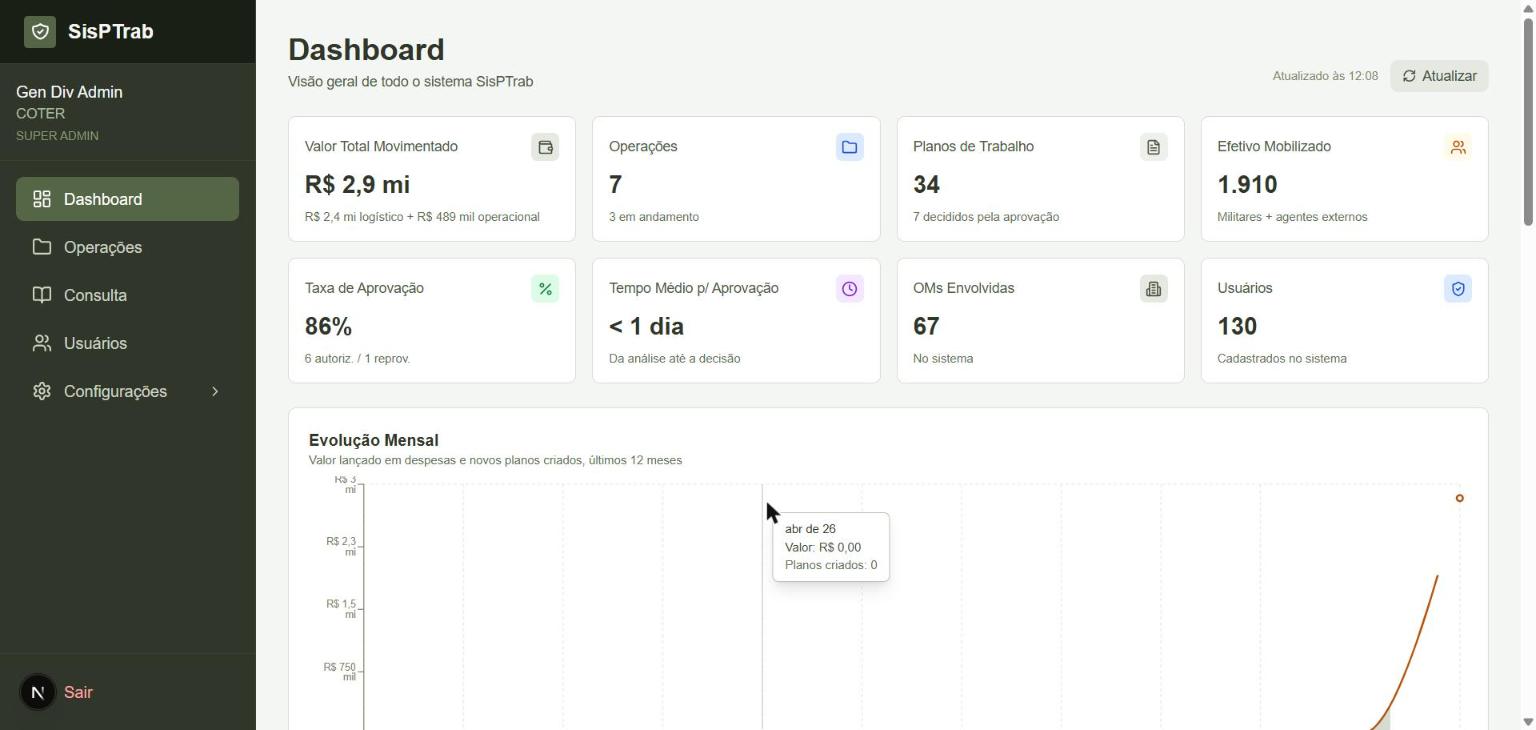 SisPTrab
Gen Div Admin
COTER
SUPER ADMIN
Dashboard
Operações
Consulta
Usuários
Configurações
N
Sair
Dashboard
Visão geral de todo o sistema SisPTrab
Atualizado às 12:08
Atualizar
Valor Total Movimentado
R$ 2,9 mi
R$ 2,4 mi logístico + R$ 489 mil operacional
Operações
7
3 em andamento
Planos de Trabalho
34
7 decididos pela aprovação
Efetivo Mobilizado
1.910
Militares + agentes externos
Taxa de Aprovação
86%
6 autoriz. / 1 reprov.
Tempo Médio p/ Aprovação
< 1 dia
Da análise até a decisão
OMs Envolvidas
67
No sistema
Usuários
130
Cadastrados no sistema
Evolução Mensal
Valor lançado em despesas e novos planos criados, últimos 12 meses
R$ 3
mi
R$ 2,3
mi
R$ 1,5
mi
R$ 750
mil
abr de 26
Valor: R$ 0,00
Planos criados: 0